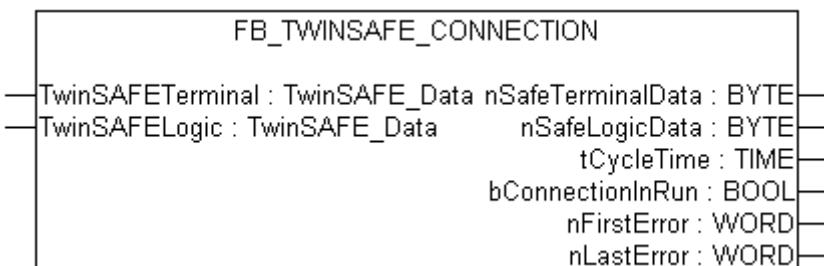 FB_TWINSAFE_CONNECTION
TwinSAFETerminal : TwinSAFE_Data nSafeTerminalData : BYTE
TwinSAFELogic : TwinSAFE_Data nSafeLogicData : BYTE
tCycleTime : TIME
bConnectionInRun : BOOL
nFirstError : WORD
nLastError : WORD